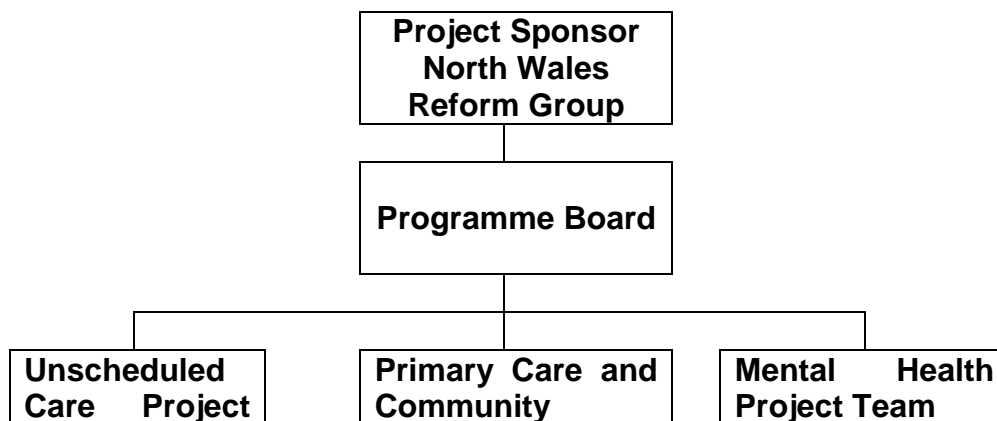 Project Sponsor
North Wales
Reform Group
Programme Board
Unscheduled
Care Project
Primary Care and
Community
Mental Health
Project Team